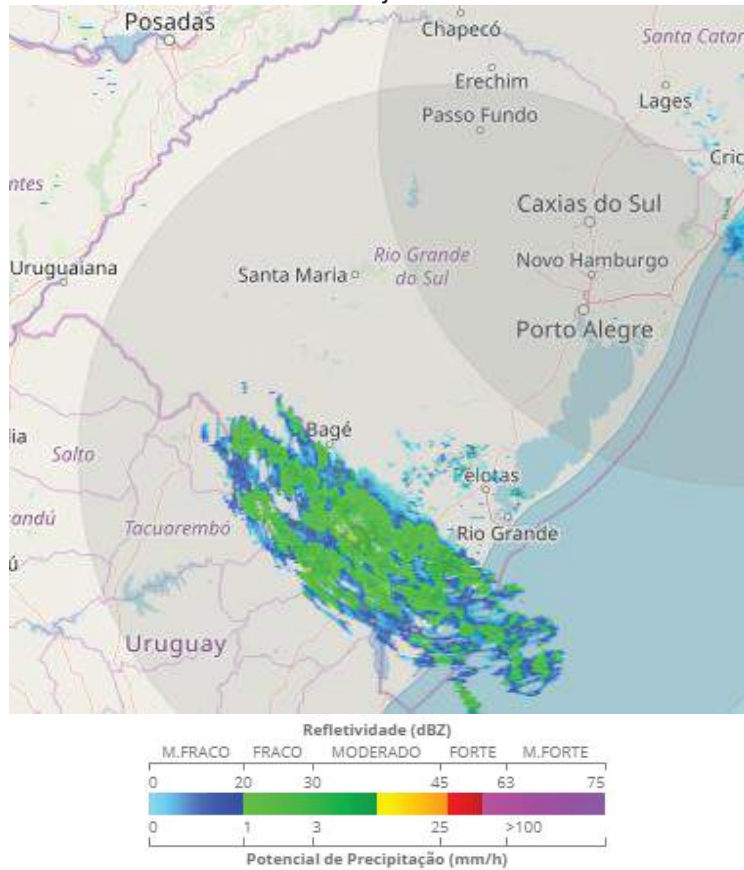 Posadas
Chapecó
Santa Catar
Erechim
Lages
Passo Fundo
Cric
ntes
Caxias do Sul
Uruguaiana
Santa Maria
Rio Grande
do Sul
Novo Hamburgo
Porto Alegre
ia
Bagé
Salto
Pelotas
andú
Tacuarembó
Rio Grande
ú
Uruguay
Refletividade (dBZ)
M.FRACO FRACO MODERADO FORTE M.FORTE
0 20 30 45 63 75
0 1 3 25 >100
Potencial de Precipitação (mm/h)